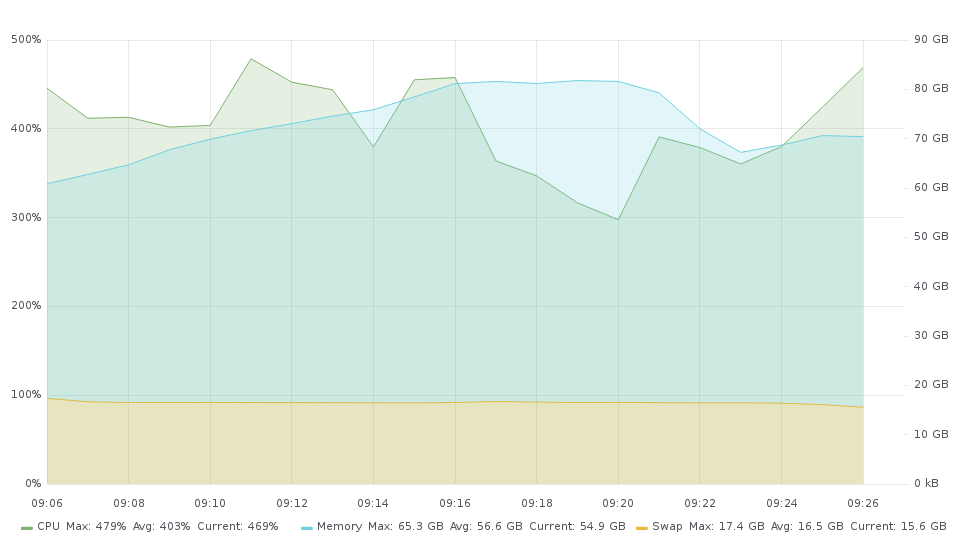 500% 90 GB
80 GB
400%
70 GB
60 GB
300%
50 GB
40 GB
200%
30 GB
20 GB
100%
10 GB
0% 0 kB
09:06 09:08 09:10 09:12 09:14 09:16 09:18 09:20 09:22 09:24 09:26
CPU Max: 479% Avg: 403% Current: 469% Memory Max: 65.3 GB Avg: 56.6 GB Current: 54.9 GB Swap Max: 17.4 GB Avg: 16.5 GB Current: 15.6 GB